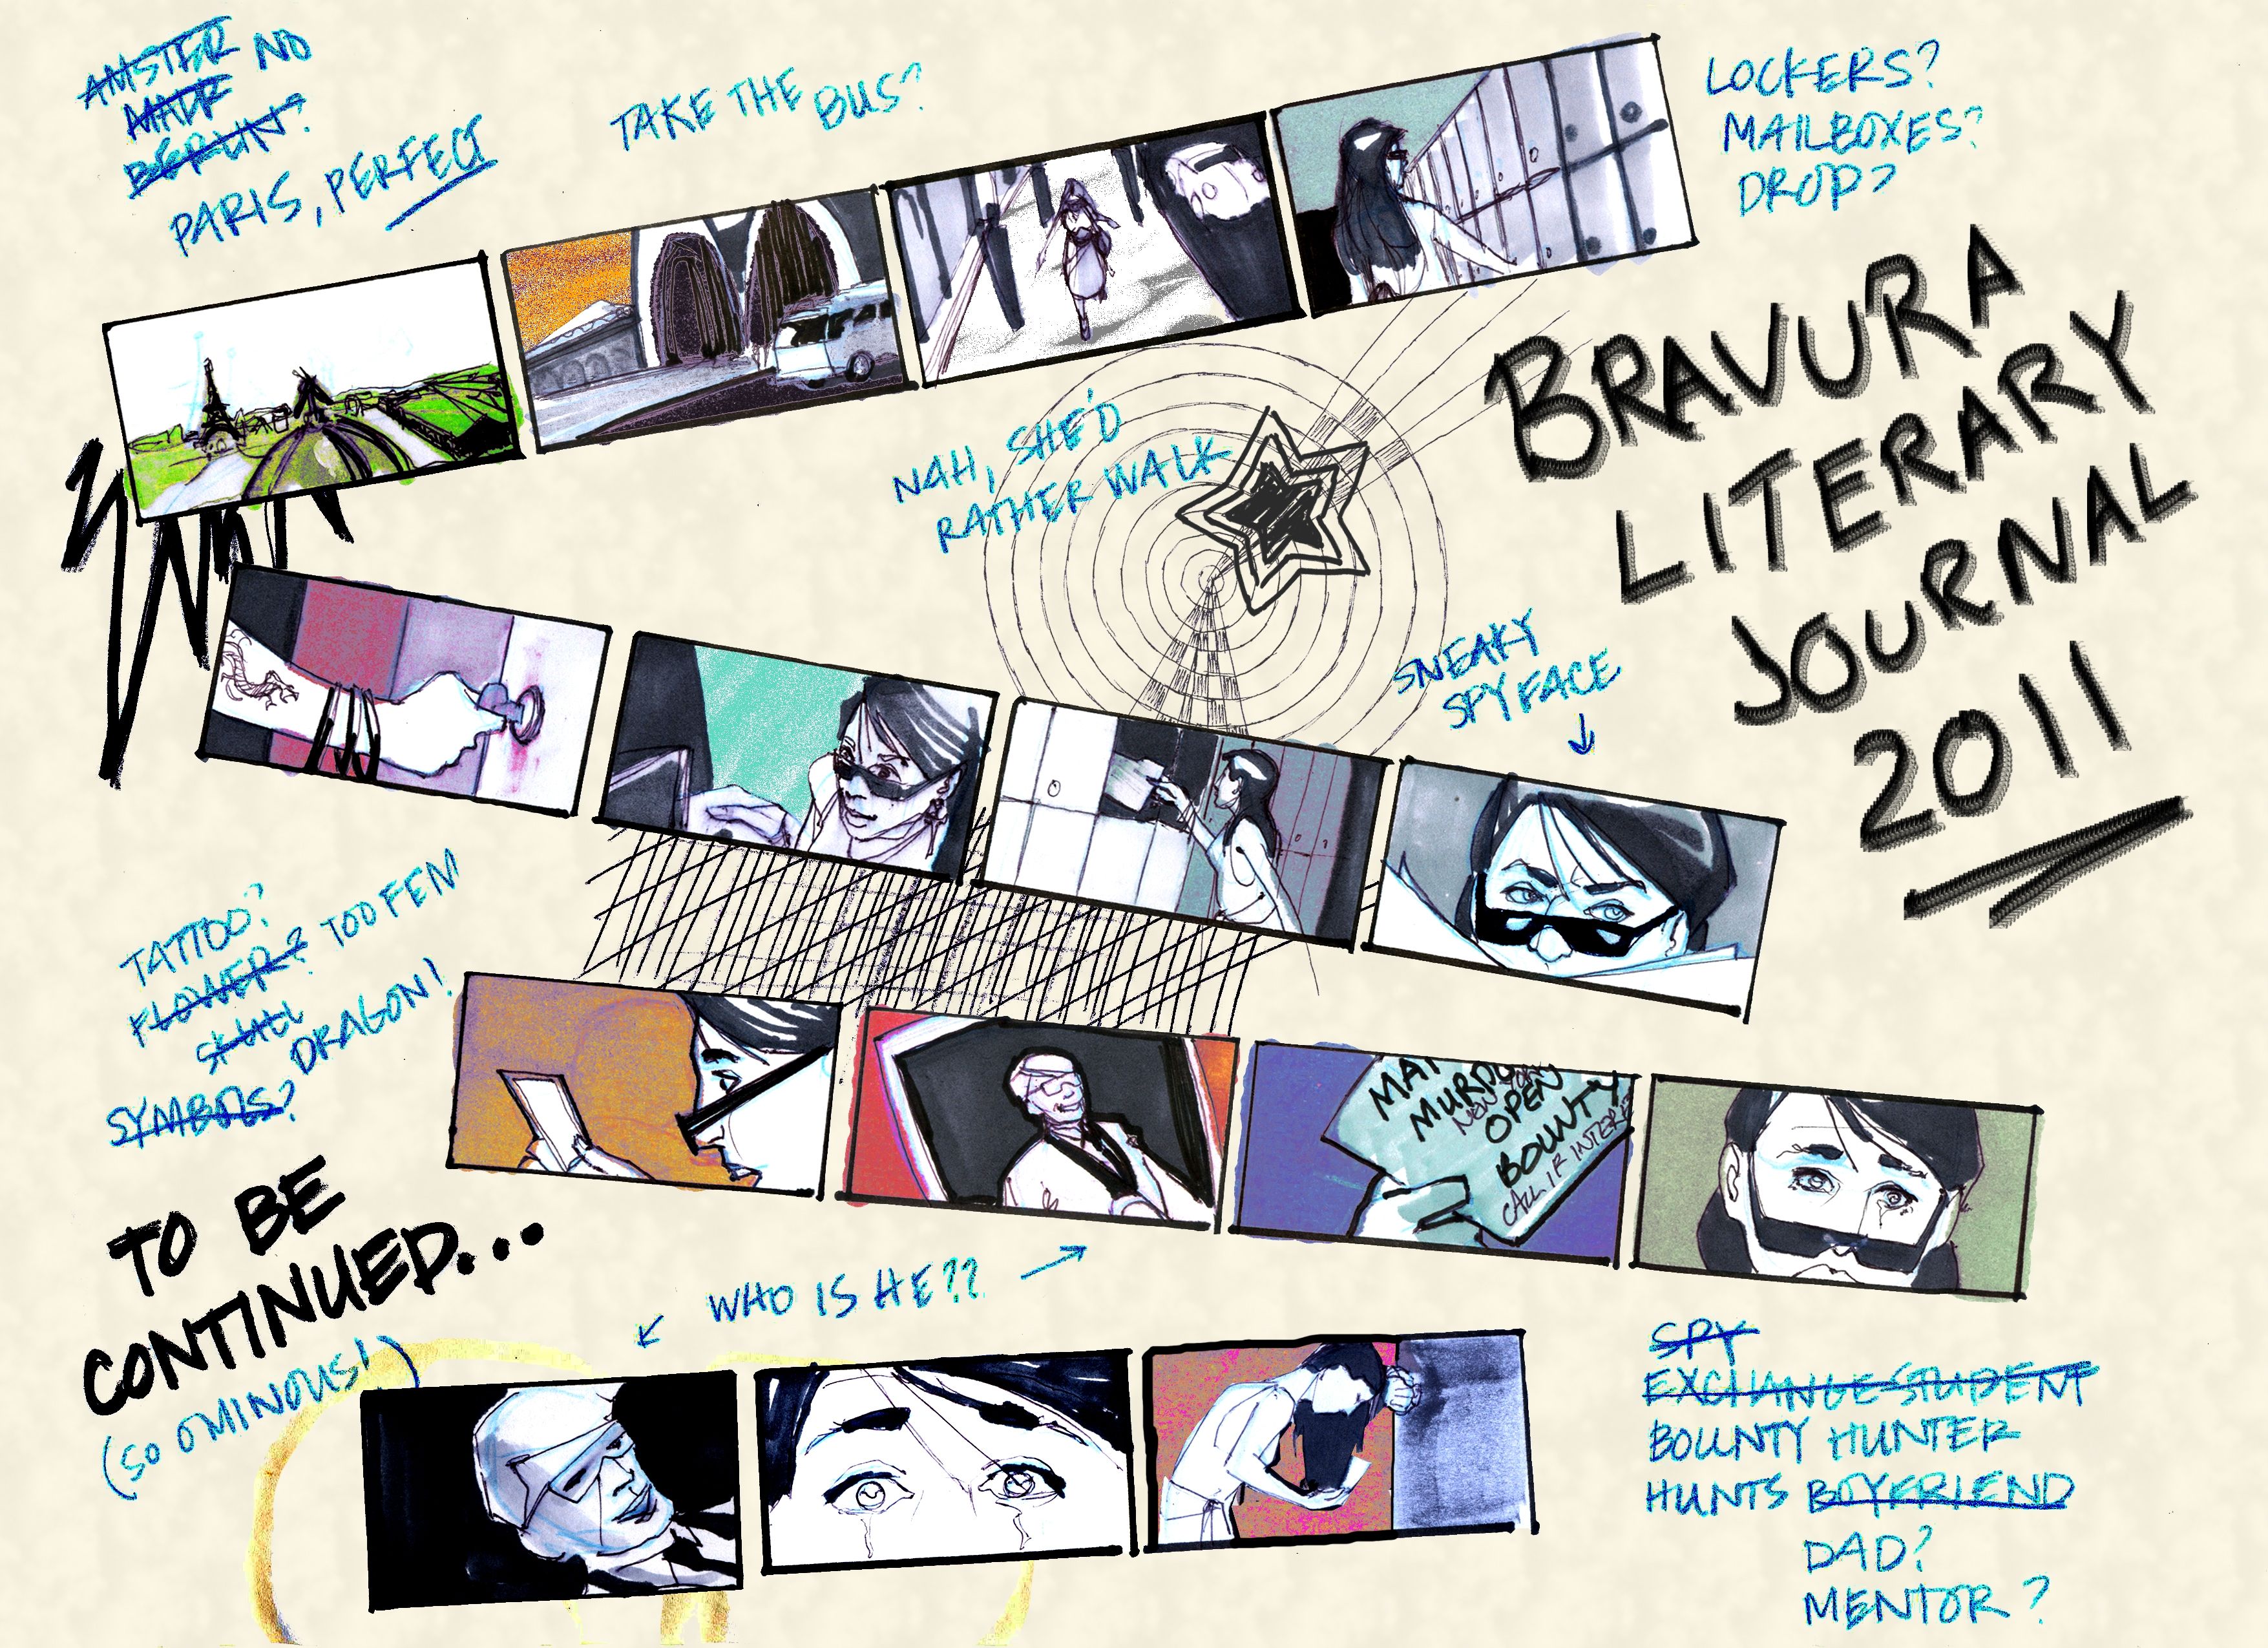 AMSTER
MADR NO
BERLIN?
PARIS, PERFECT
TAKE THE BUS?
LOCKERS?
MAILBOXES?
DROP?
BRAVURA
LITERARY
JOURNAL
2011
NAH, SHE'D
RATHER WALK
SNEAKY
SPY FACE
TATTOO?
FLOWER? TOO FEM
SKULL
DRAGON!
SYMBOLS?
OPEN
BOUNTY
CALL IF
TO BE
CONTINUED...
(SO OMINOUS!)
WHO IS HE??
SPY
EXCHANGE STUDENT
BOUNTY HUNTER
HUNTS BOYFRIEND
DAD?
MENTOR?